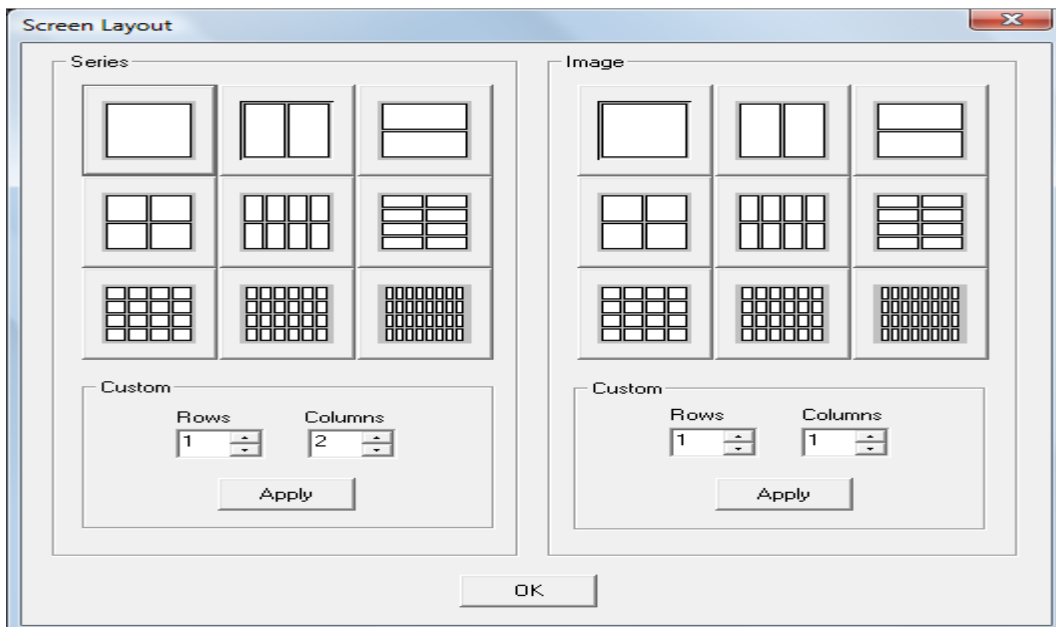 Screen Layout
Series
Custom
Rows Columns
1 2
Apply
Image
Custom
Rows Columns
1 1
Apply
OK